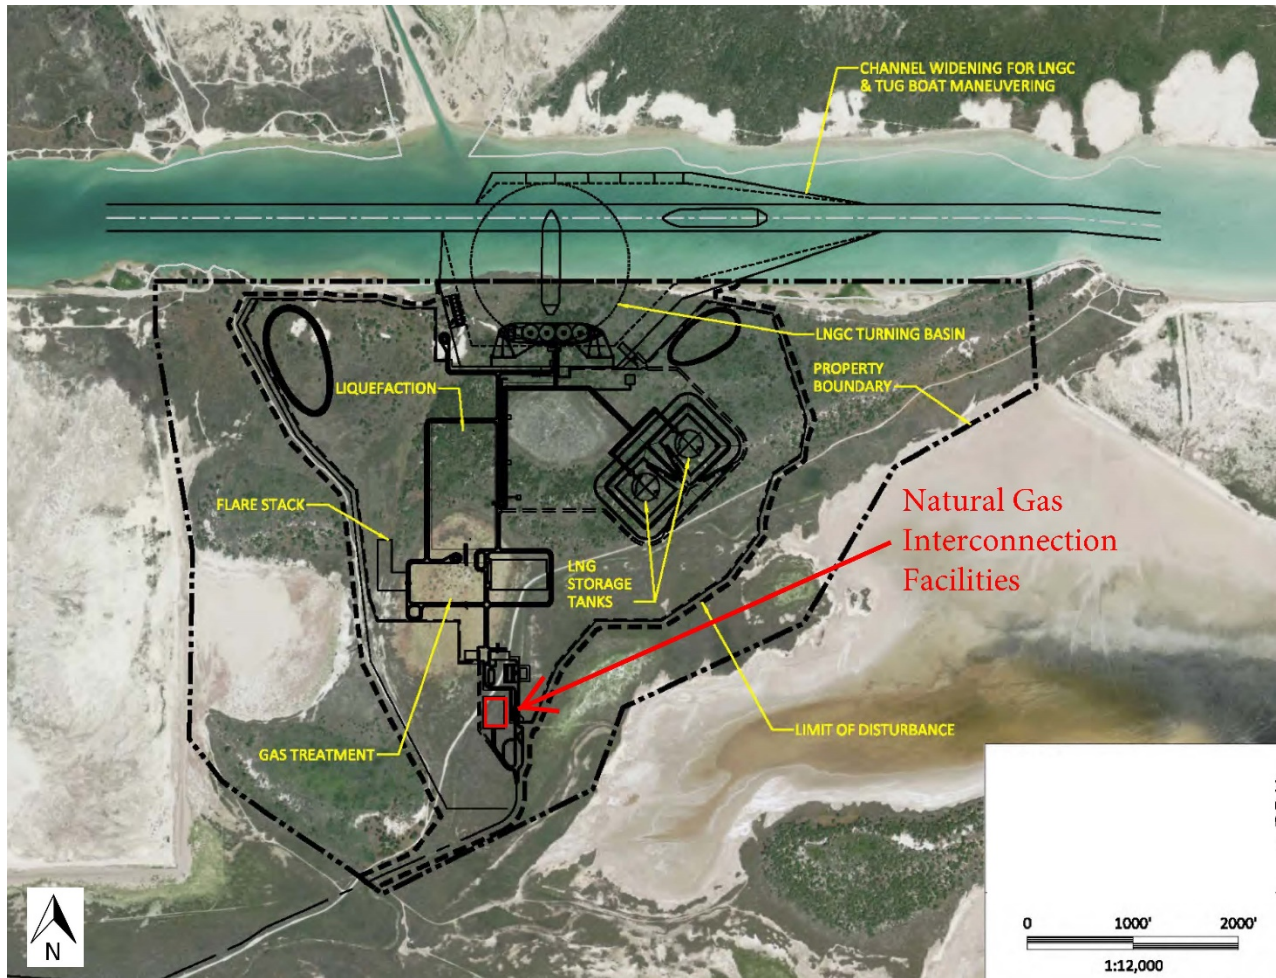 CHANNEL WIDENING FOR LNGC
& TUG BOAT MANEUVERING
LNGC TURNING BASIN
PROPERTY
BOUNDARY
LIQUEFACTION
FLARE STACK
Natural Gas
Interconnection
Facilities
LNG
STORAGE
TANKS
LIMIT OF DISTURBANCE
GAS TREATMENT
N
0 1000' 2000'
1:12,000